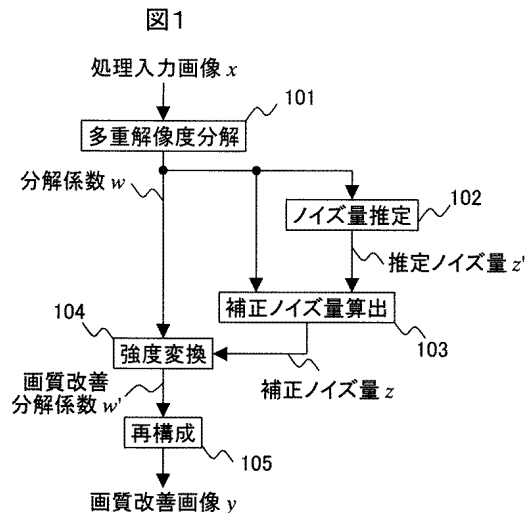 図1
処理入力画像 x
101
多重解像度分解
分解係数 w
102
ノイズ量推定
推定ノイズ量 z'
補正ノイズ量算出
103
104
強度変換
補正ノイズ量 z
画質改善
分解係数 w'
再構成
105
画質改善画像 y